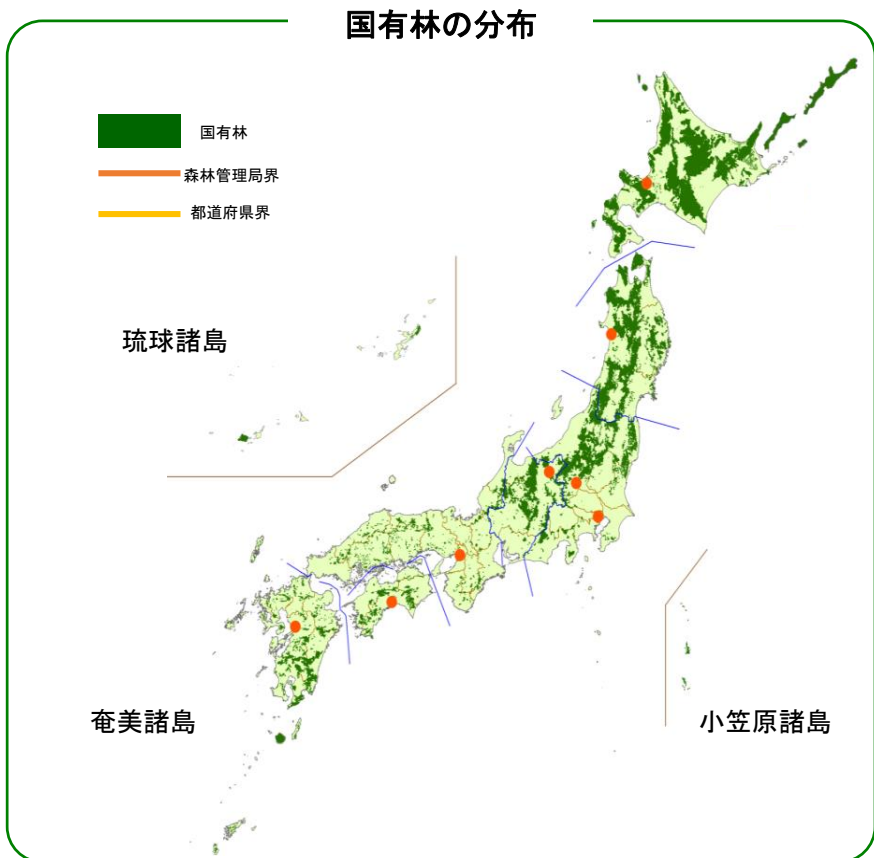 国有林の分布
国有林
森林管理局界
都道府県界
琉球諸島
奄美諸島
小笠原諸島